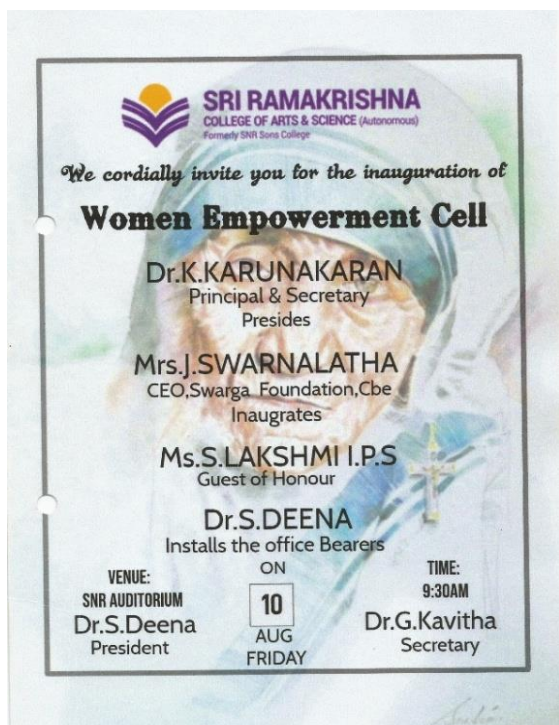 SRI RAMAKRISHNA
COLLEGE OF ARTS & SCIENCE (Autonomous)
Formerly SNR Sons College
We cordially invite you for the inauguration of
Women Empowerment Cell
Dr.K.KARUNAKARAN
Principal & Secretary
Presides
Mrs.J.SWARNALATHA
CEO,Swarga Foundation,Cbe
Inaugrates
Ms.S.LAKSHMI I.P.S
Guest of Honour
Dr.S.DEENA
Installs the office Bearers
ON
VENUE:
SNR AUDITORIUM
Dr.S.Deena
President
10
AUG
FRIDAY
TIME:
9:30AM
Dr.G.Kavitha
Secretary